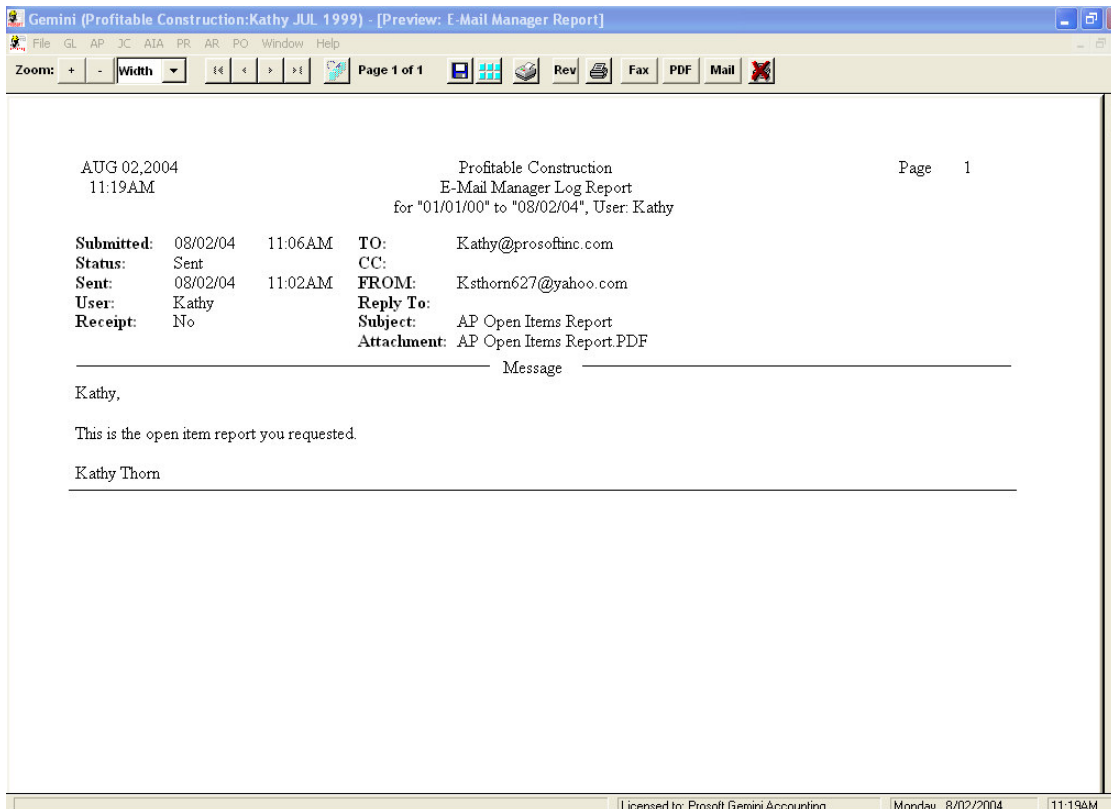 Gemini (Profitable Construction:Kathy JUL 1999) - [Preview: E-Mail Manager Report]
File GL AP JC AIA PR AR PO Window Help
Zoom: + - Width Page 1 of 1 Rev Fax PDF Mail
AUG 02,2004 Profitable Construction Page 1
11:19AM E-Mail Manager Log Report
for "01/01/00" to "08/02/04", User: Kathy
Submitted: 08/02/04 11:06AM TO: Kathy@prosoftinc.com
Status: Sent CC:
Sent: 08/02/04 11:02AM FROM: Ksthorn627@yahoo.com
User: Kathy Reply To:
Receipt: No Subject: AP Open Items Report
Attachment: AP Open Items Report.PDF
Message
Kathy,
This is the open item report you requested.
Kathy Thorn
Licensed to: Prosoft Gemini Accounting Monday 8/02/2004 11:19AM